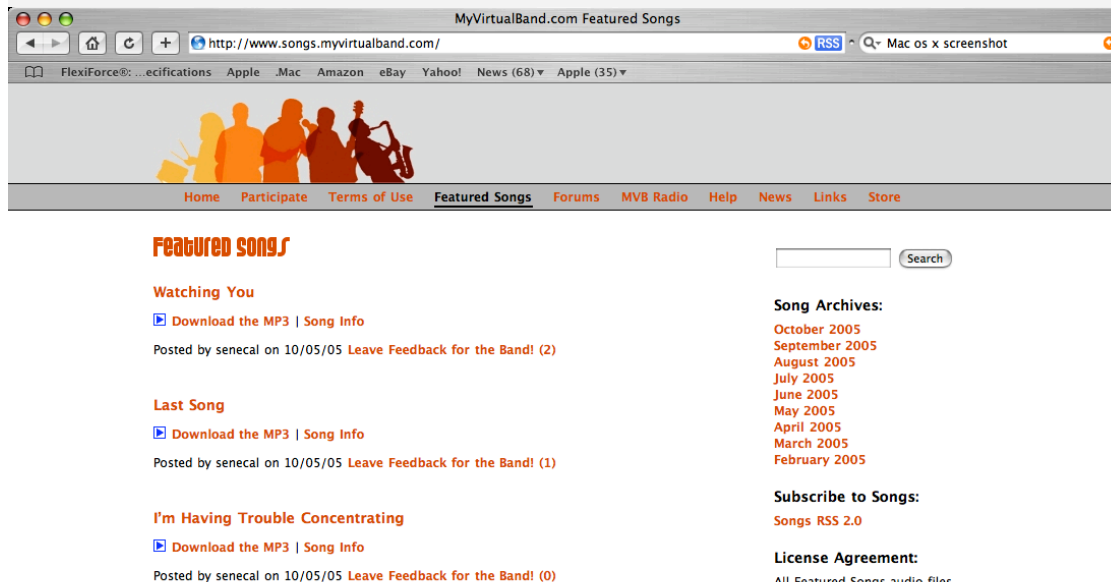 MyVirtualBand.com Featured Songs
http://www.songs.myvirtualband.com/ RSS Mac os x screenshot
FlexiForce®: ...ecifications Apple .Mac Amazon eBay Yahoo! News (68) Apple (35)
Home Participate Terms of Use Featured Songs Forums MVB Radio Help News Links Store
Featured Songs
Watching You
Download the MP3 | Song Info
Posted by senecal on 10/05/05 Leave Feedback for the Band! (2)
Last Song
Download the MP3 | Song Info
Posted by senecal on 10/05/05 Leave Feedback for the Band! (1)
I'm Having Trouble Concentrating
Download the MP3 | Song Info
Posted by senecal on 10/05/05 Leave Feedback for the Band! (0)
Search
Song Archives:
October 2005
September 2005
August 2005
July 2005
June 2005
May 2005
April 2005
March 2005
February 2005
Subscribe to Songs:
Songs RSS 2.0
License Agreement:
All Featured Songs audio files